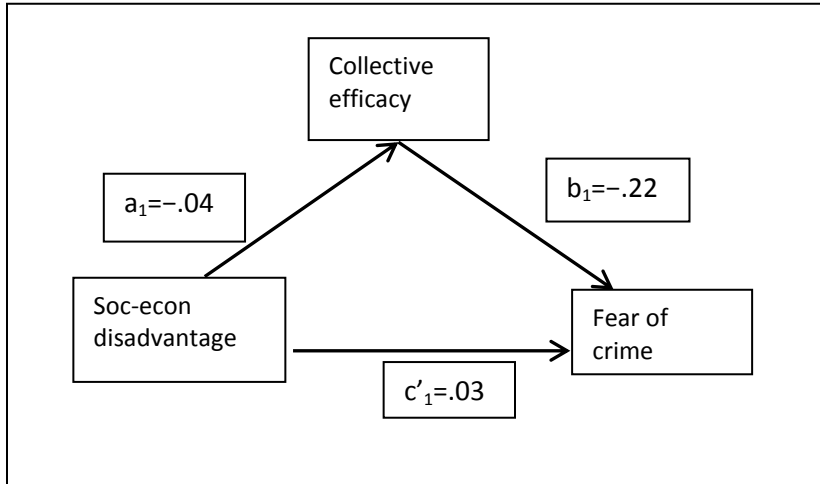 Collective
efficacy
a₁=−.04
b₁=−.22
Soc-econ
disadvantage
Fear of
crime
c’₁=.03